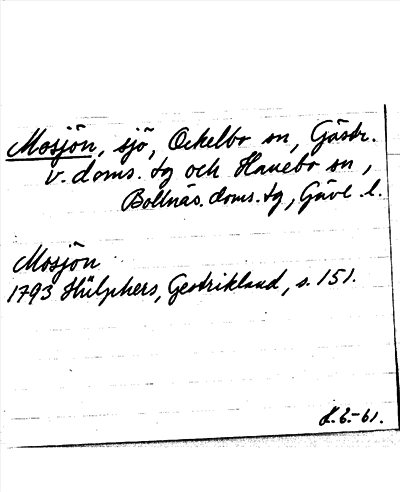 Mosjön, sjö, Ockelbo sn, Gästr.
v. doms. tg och Hanebo sn,
Bollnäs doms. tg, Gävl. l.
Mosjön
1793 Hülphers, Gestrikland, s. 151.